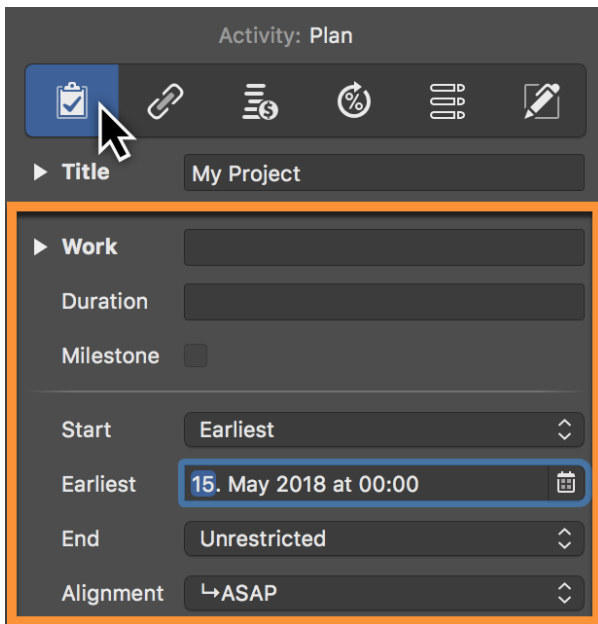 Activity: Plan
Title My Project
Work
Duration
Milestone
Start Earliest
Earliest 15. May 2018 at 00:00
End Unrestricted
Alignment ↳ASAP